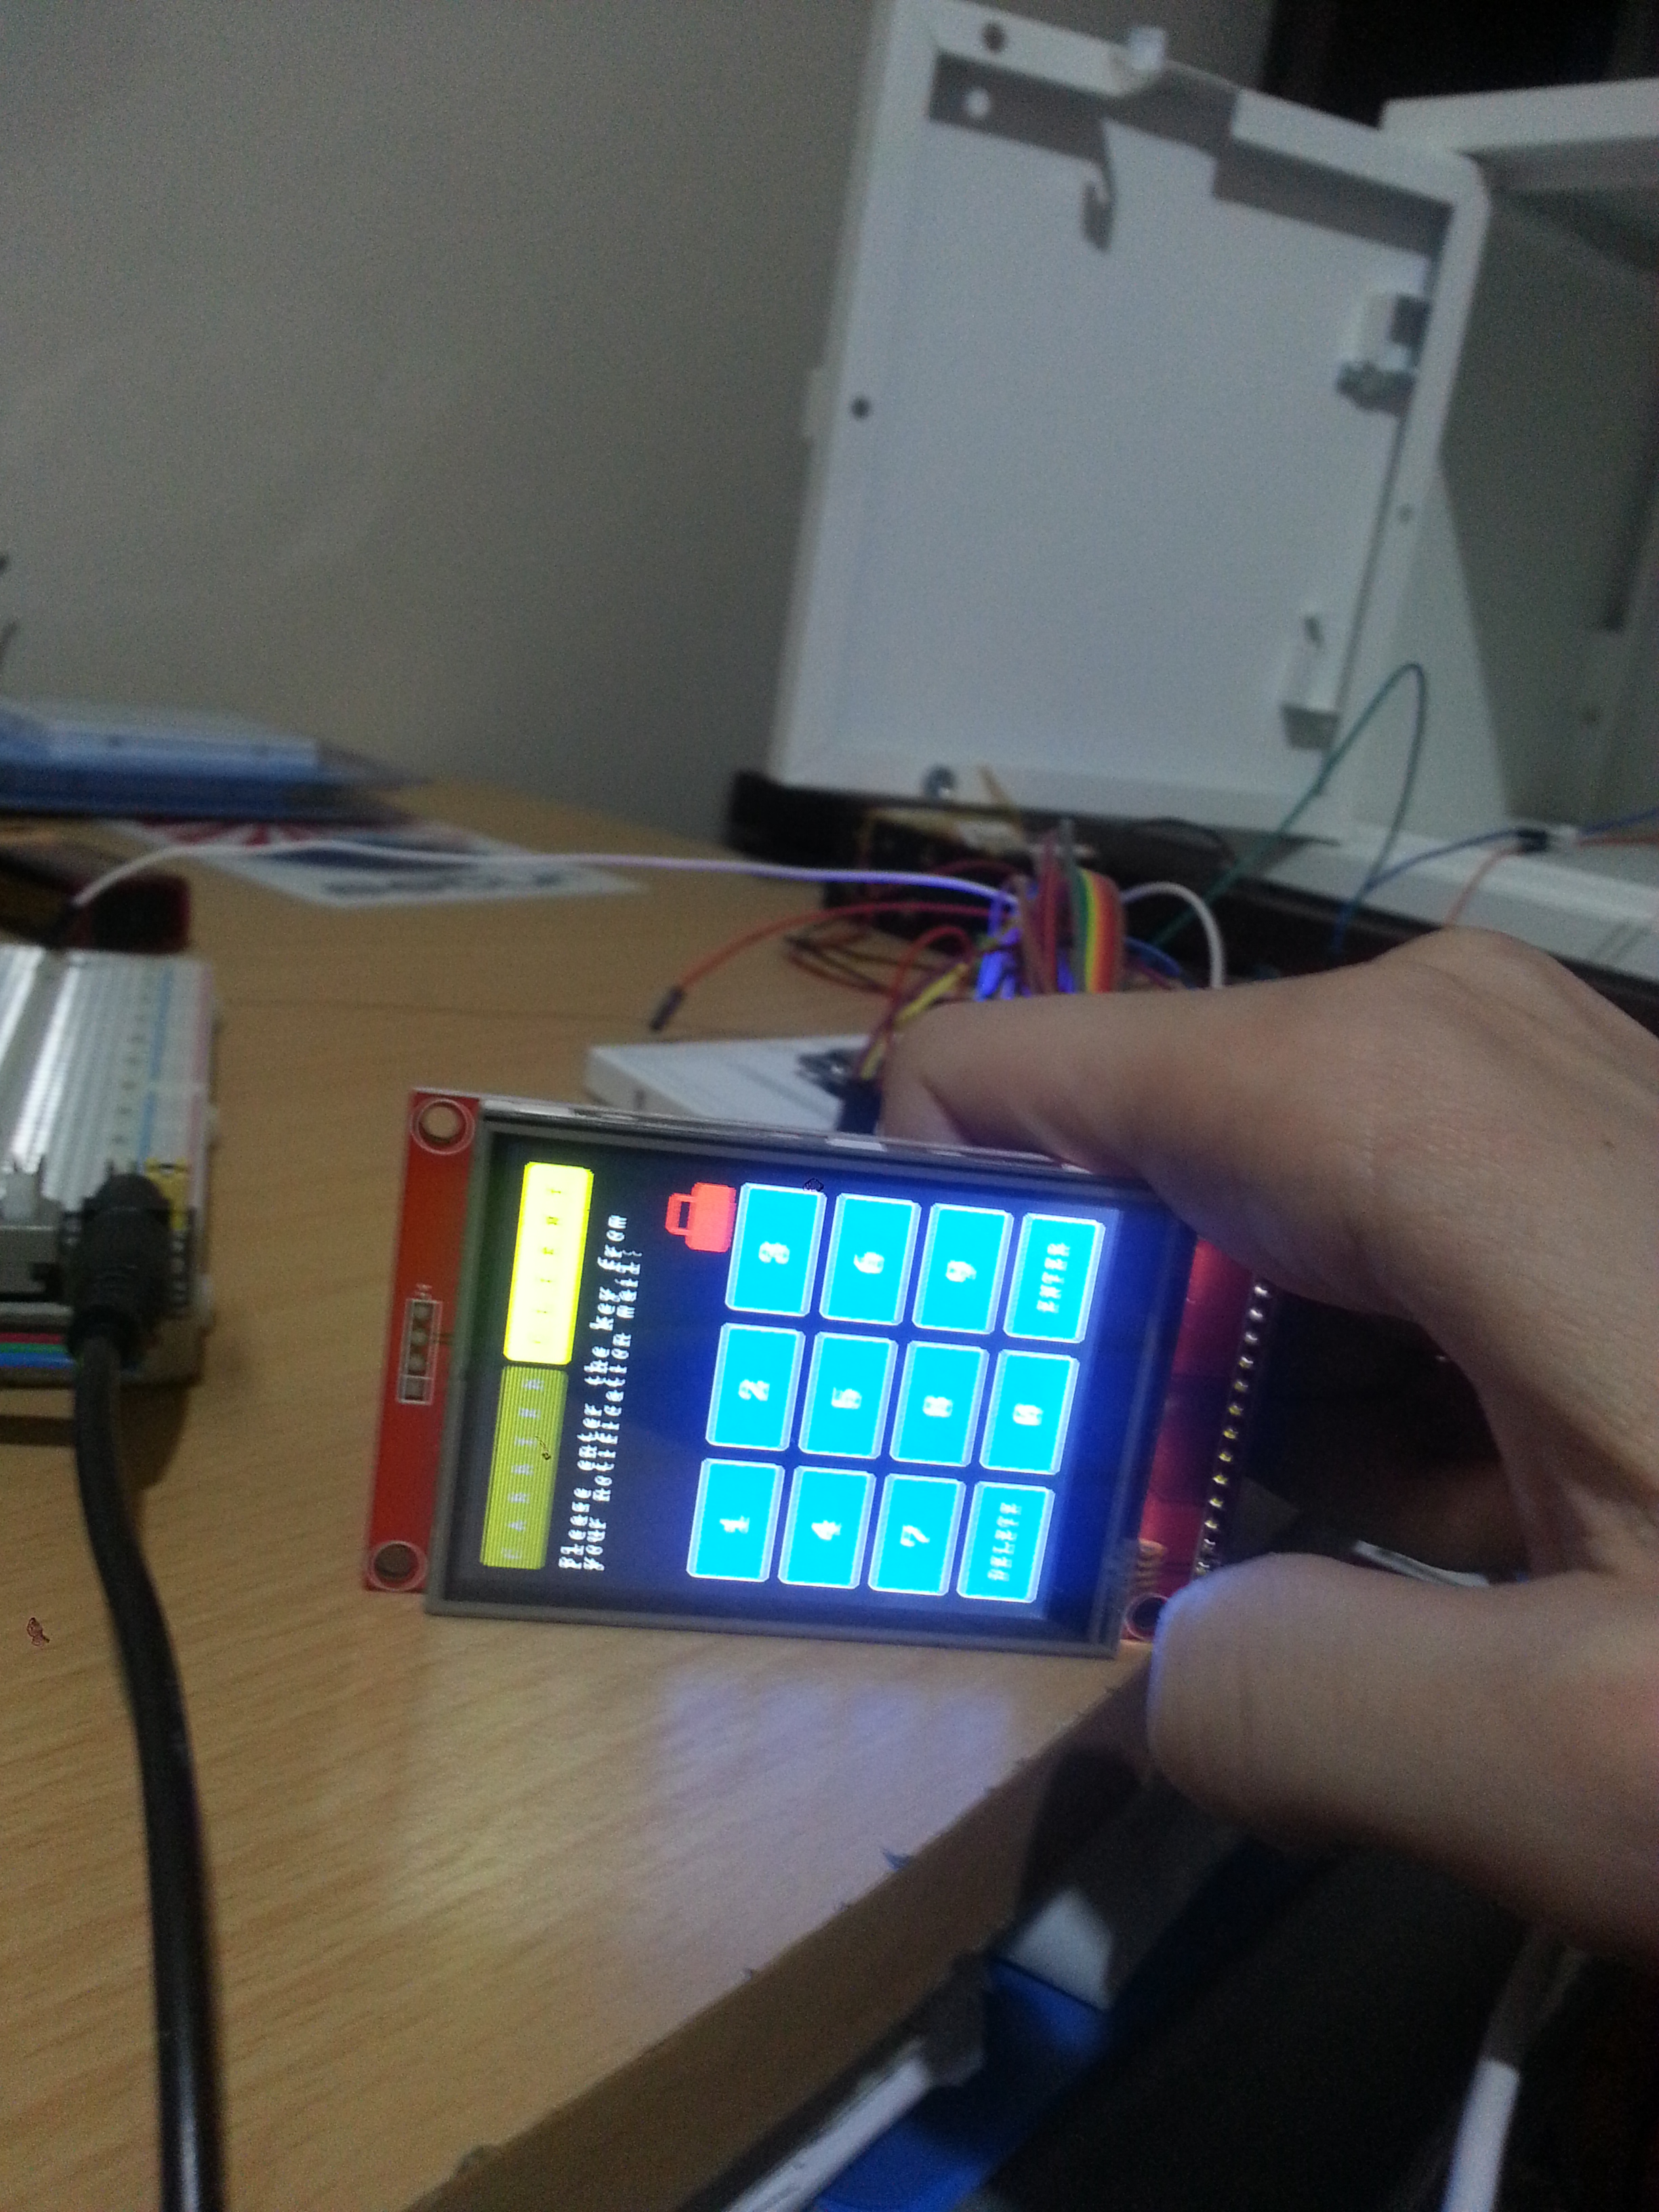 Please enter the key from
your notification mail:
1 2 3
4 5 6
7 8 9
DELETE 0 ENTER